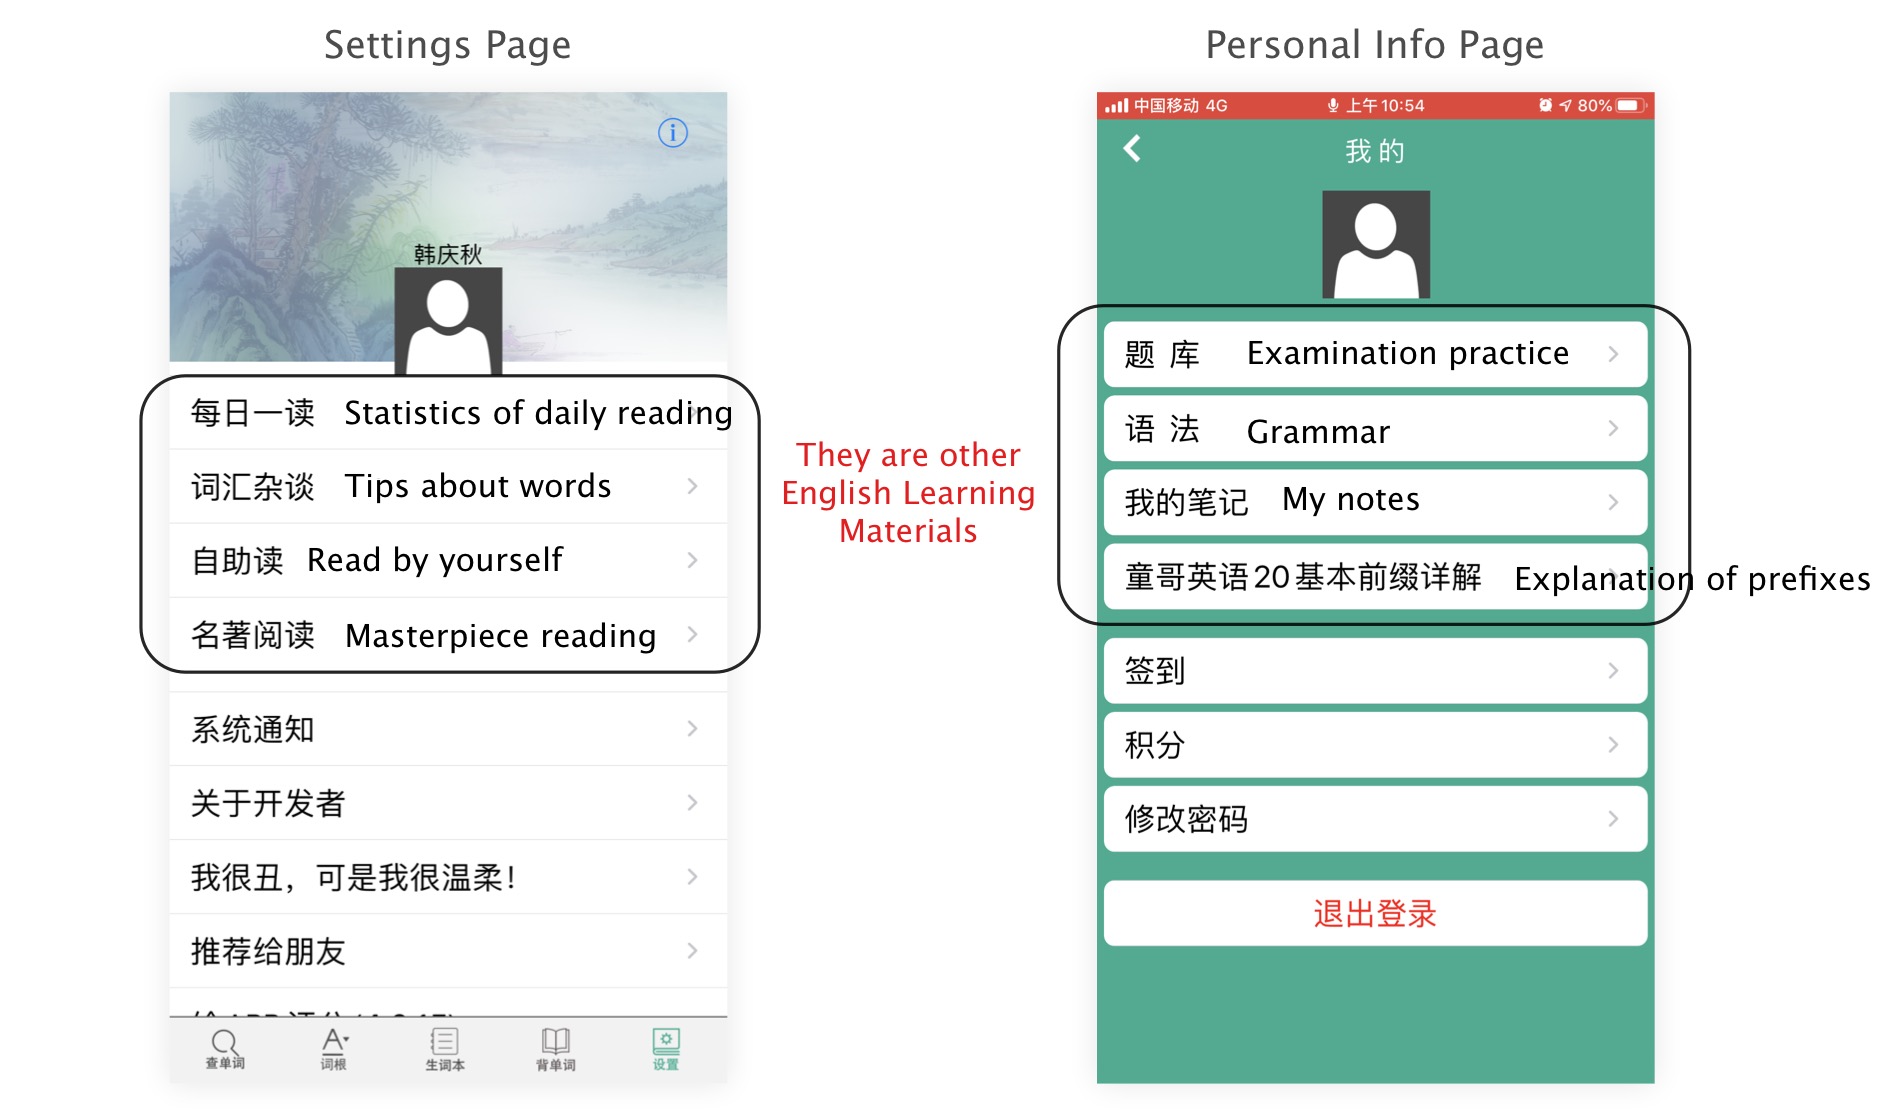 Settings Page
韩庆秋
每日一读 Statistics of daily reading
词汇杂谈 Tips about words
自助读 Read by yourself
名著阅读 Masterpiece reading
系统通知
关于开发者
我很丑，可是我很温柔！
推荐给朋友
查单词
词根
生词本
背单词
设置
They are other
English Learning
Materials
Personal Info Page
中国移动 4G 上午10:54 80%
我的
题 库 Examination practice
语 法 Grammar
我的笔记 My notes
童哥英语20基本前缀详解 Explanation of prefixes
签到
积分
修改密码
退出登录